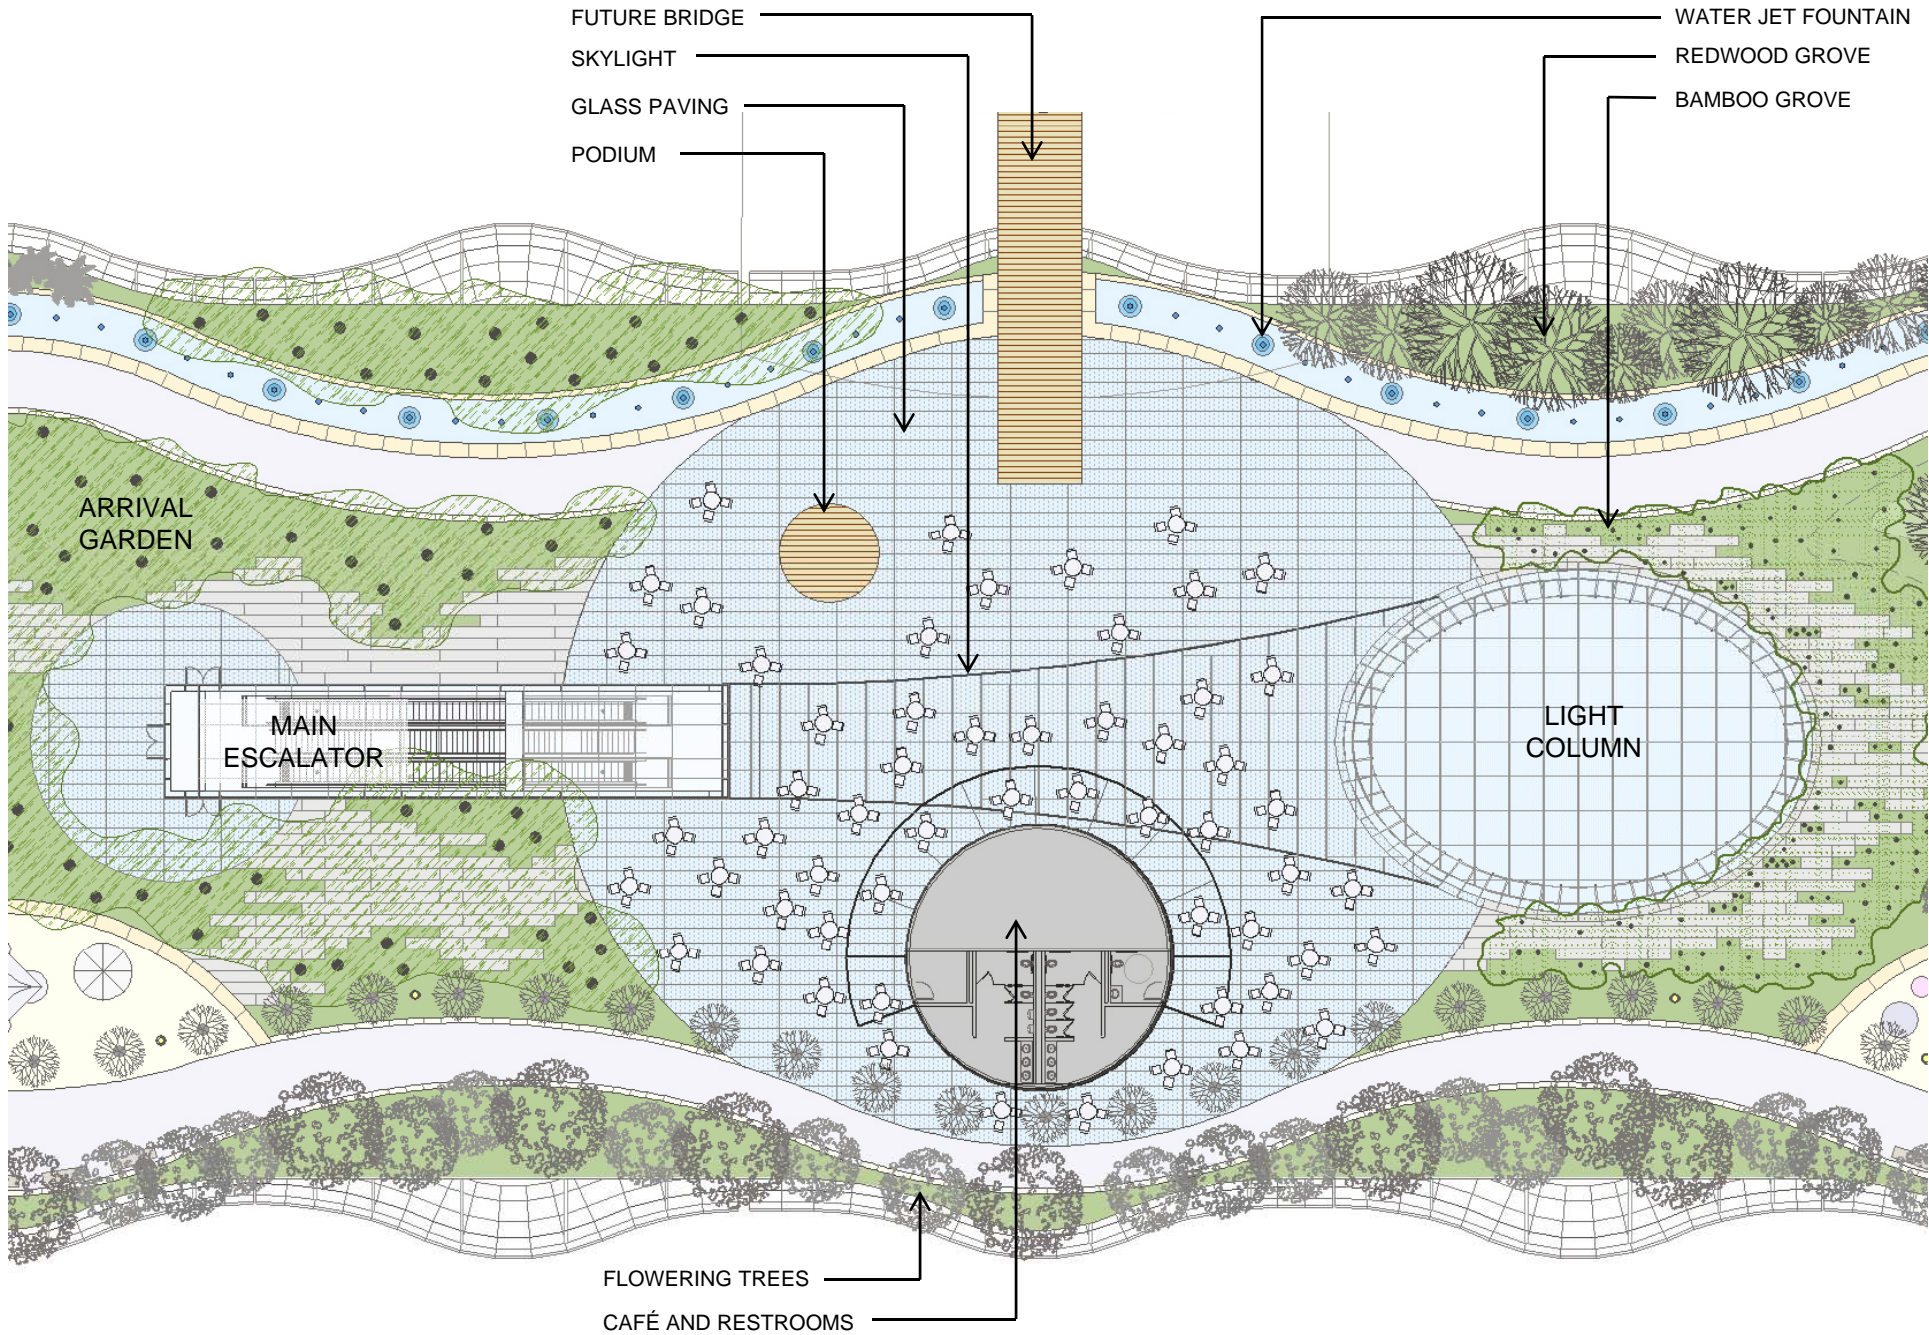 FUTURE BRIDGE
SKYLIGHT
GLASS PAVING
PODIUM
WATER JET FOUNTAIN
REDWOOD GROVE
BAMBOO GROVE
ARRIVAL
GARDEN
MAIN
ESCALATOR
LIGHT
COLUMN
FLOWERING TREES
CAFÉ AND RESTROOMS